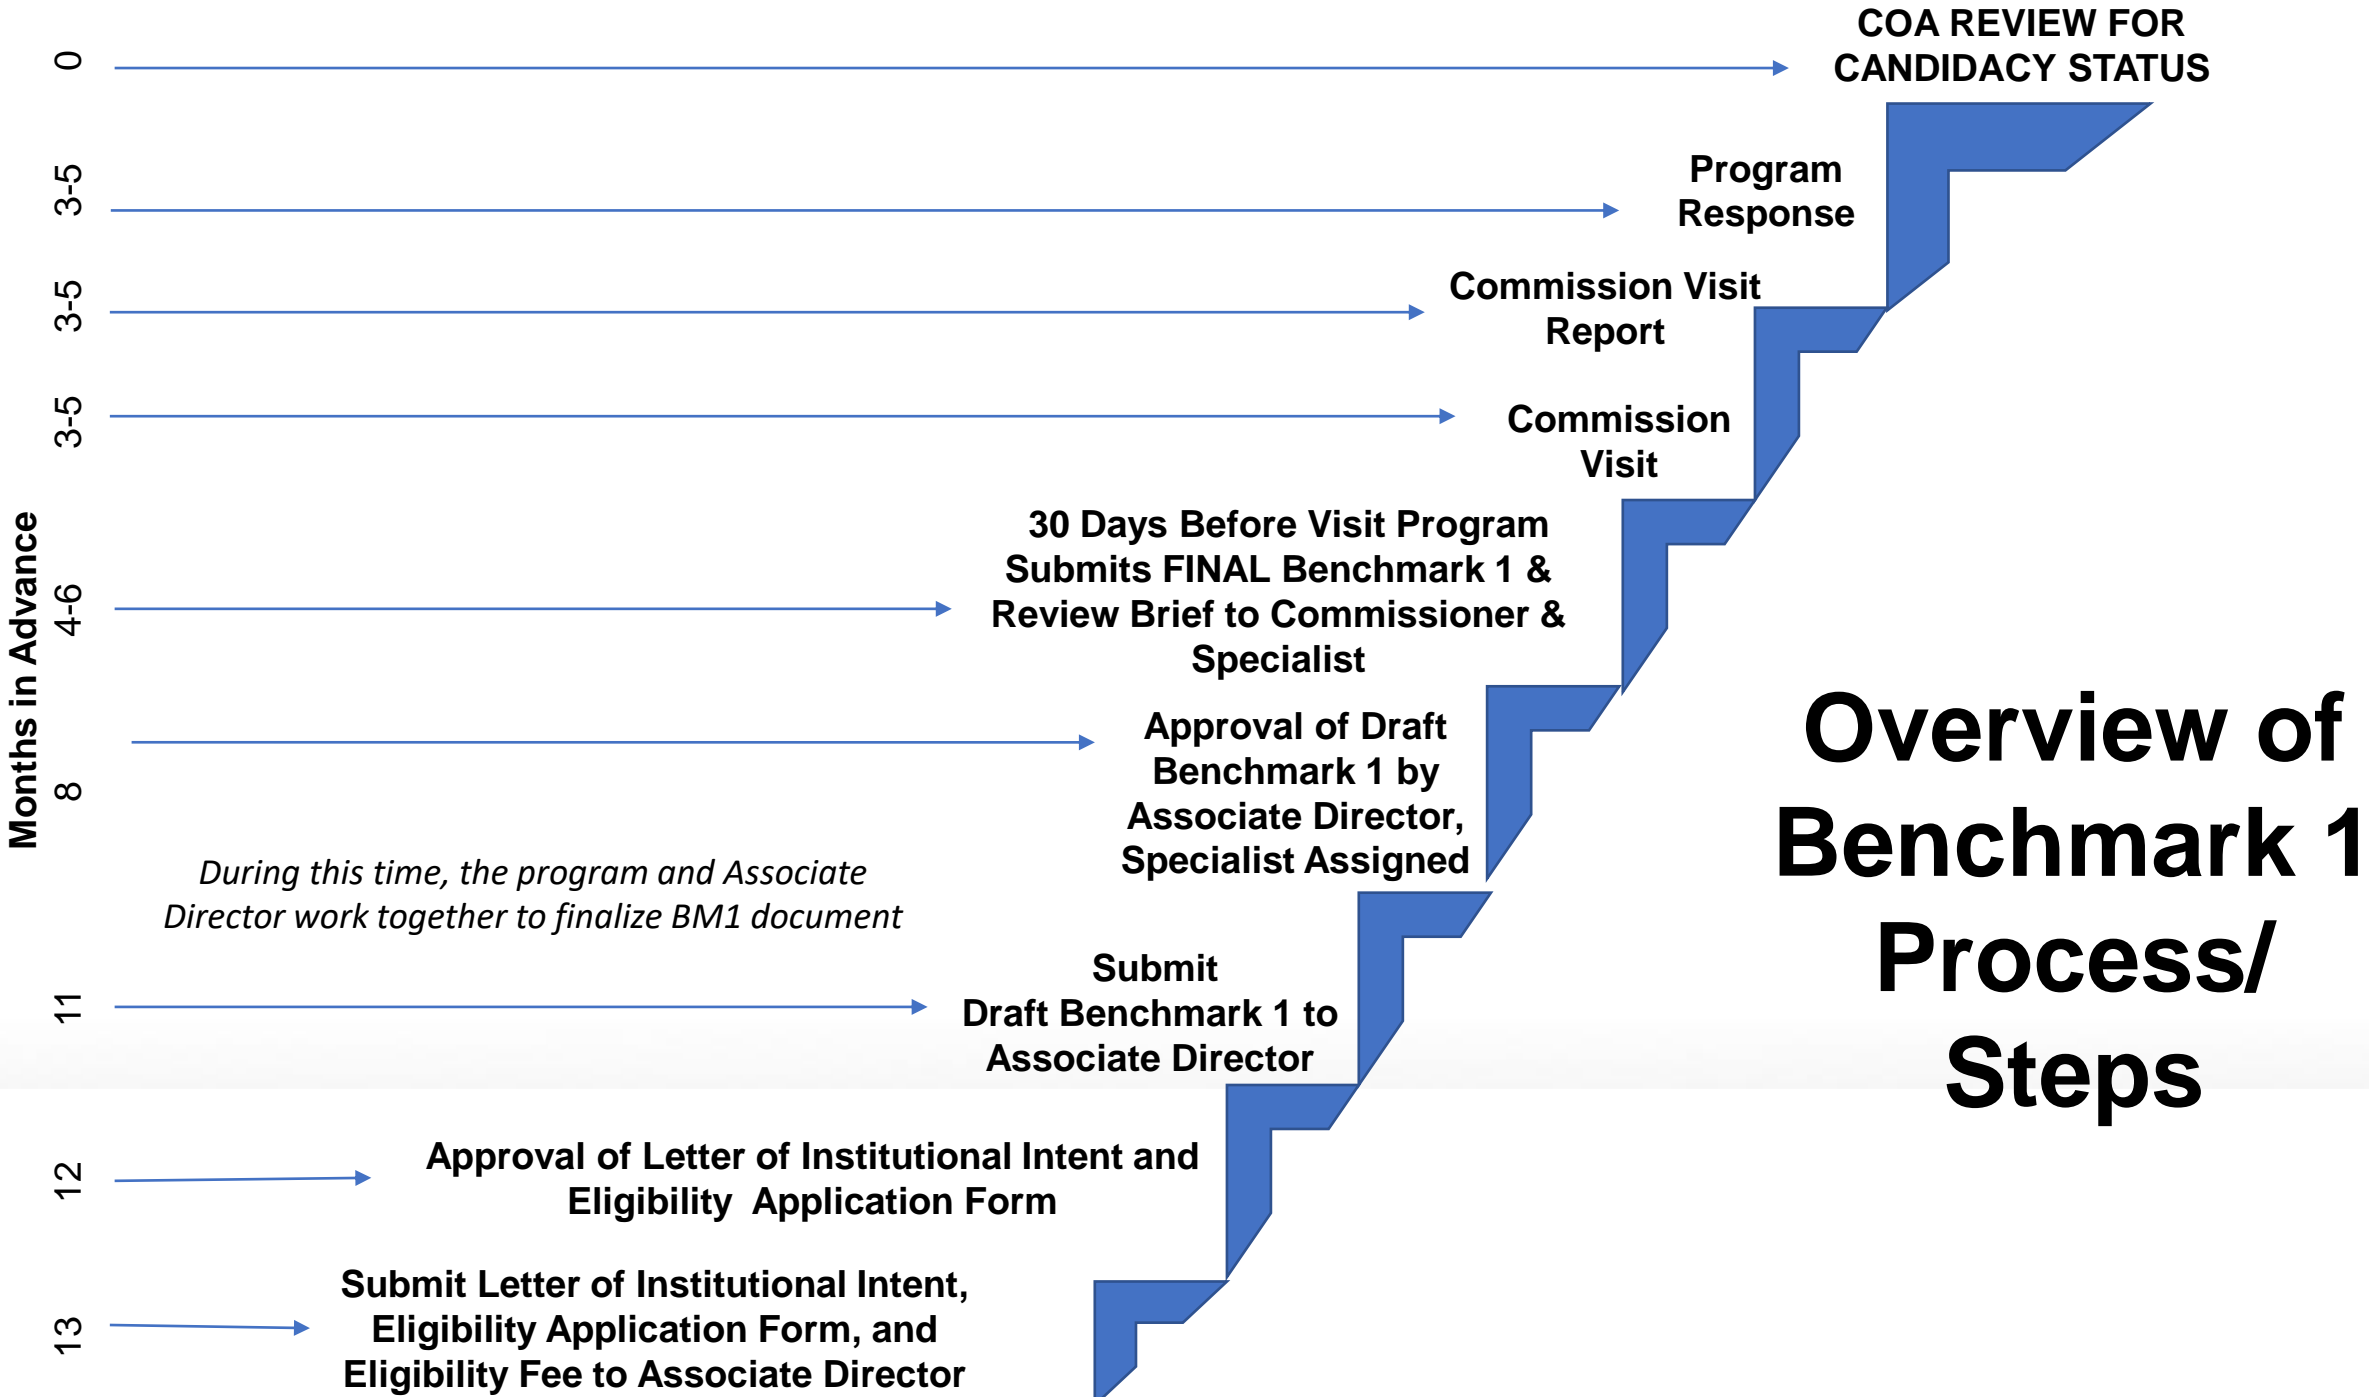 0
COA REVIEW FOR
CANDIDACY STATUS
3-5
Program
Response
3-5
Commission Visit
Report
3-5
Commission
Visit
Months in Advance
4-6
30 Days Before Visit Program
Submits FINAL Benchmark 1 &
Review Brief to Commissioner &
Specialist
8
Approval of Draft
Benchmark 1 by
Associate Director,
Specialist Assigned
During this time, the program and Associate
Director work together to finalize BM1 document
11
Submit
Draft Benchmark 1 to
Associate Director
12
Approval of Letter of Institutional Intent and
Eligibility  Application Form
13
Submit Letter of Institutional Intent,
Eligibility Application Form, and
Eligibility Fee to Associate Director
Overview of
Benchmark 1
Process/
Steps